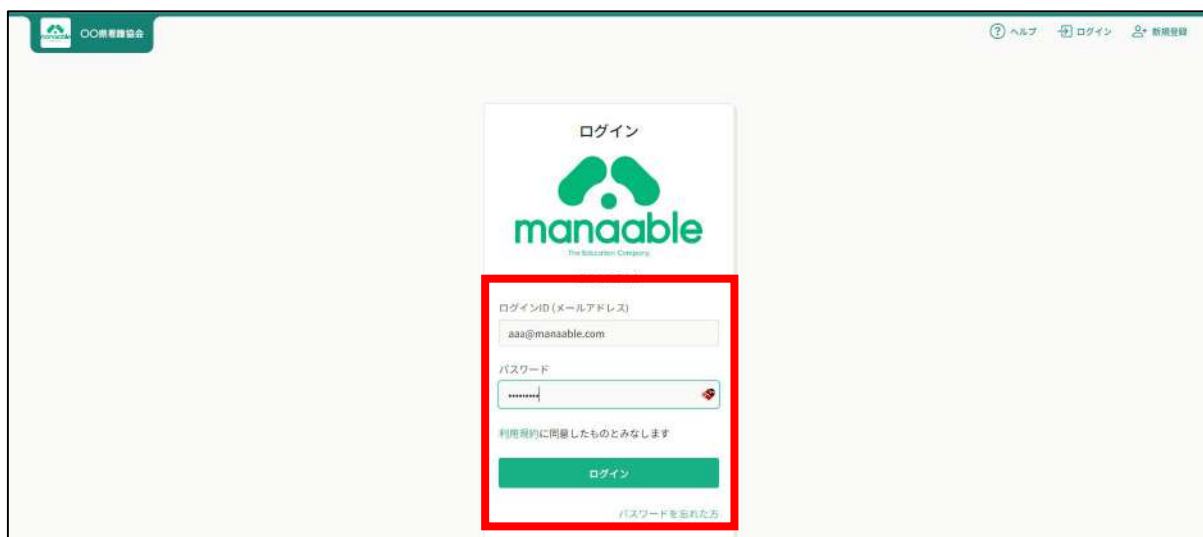 〇〇県看護協会
ヘルプ ログイン 新規登録
ログイン
manaable
The Education Company
ログインID (メールアドレス)
aaa@manaable.com
パスワード
•••••••••
利用規約に同意したものとみなします
ログイン
パスワードを忘れた方